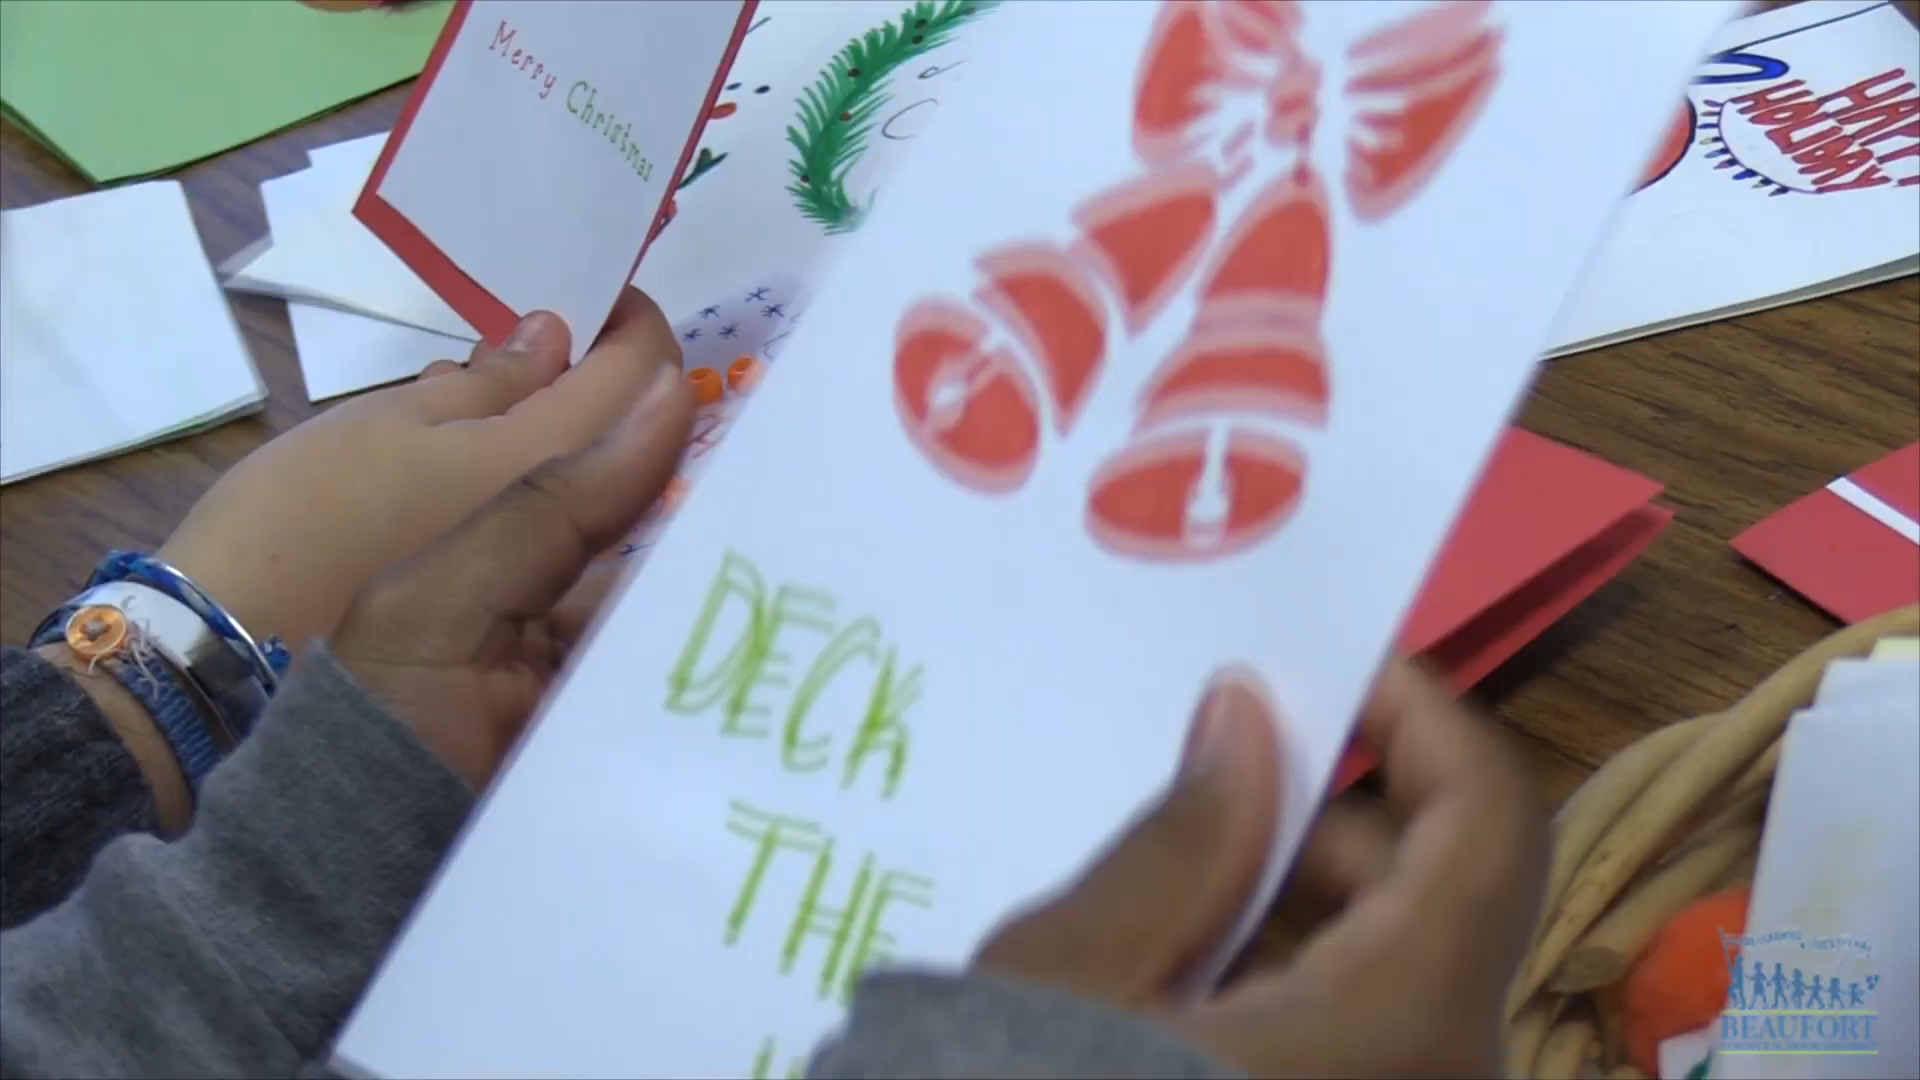 Merry Christmas
HAPPY
HOLIDAY
DECK
THE
BEAUFORT